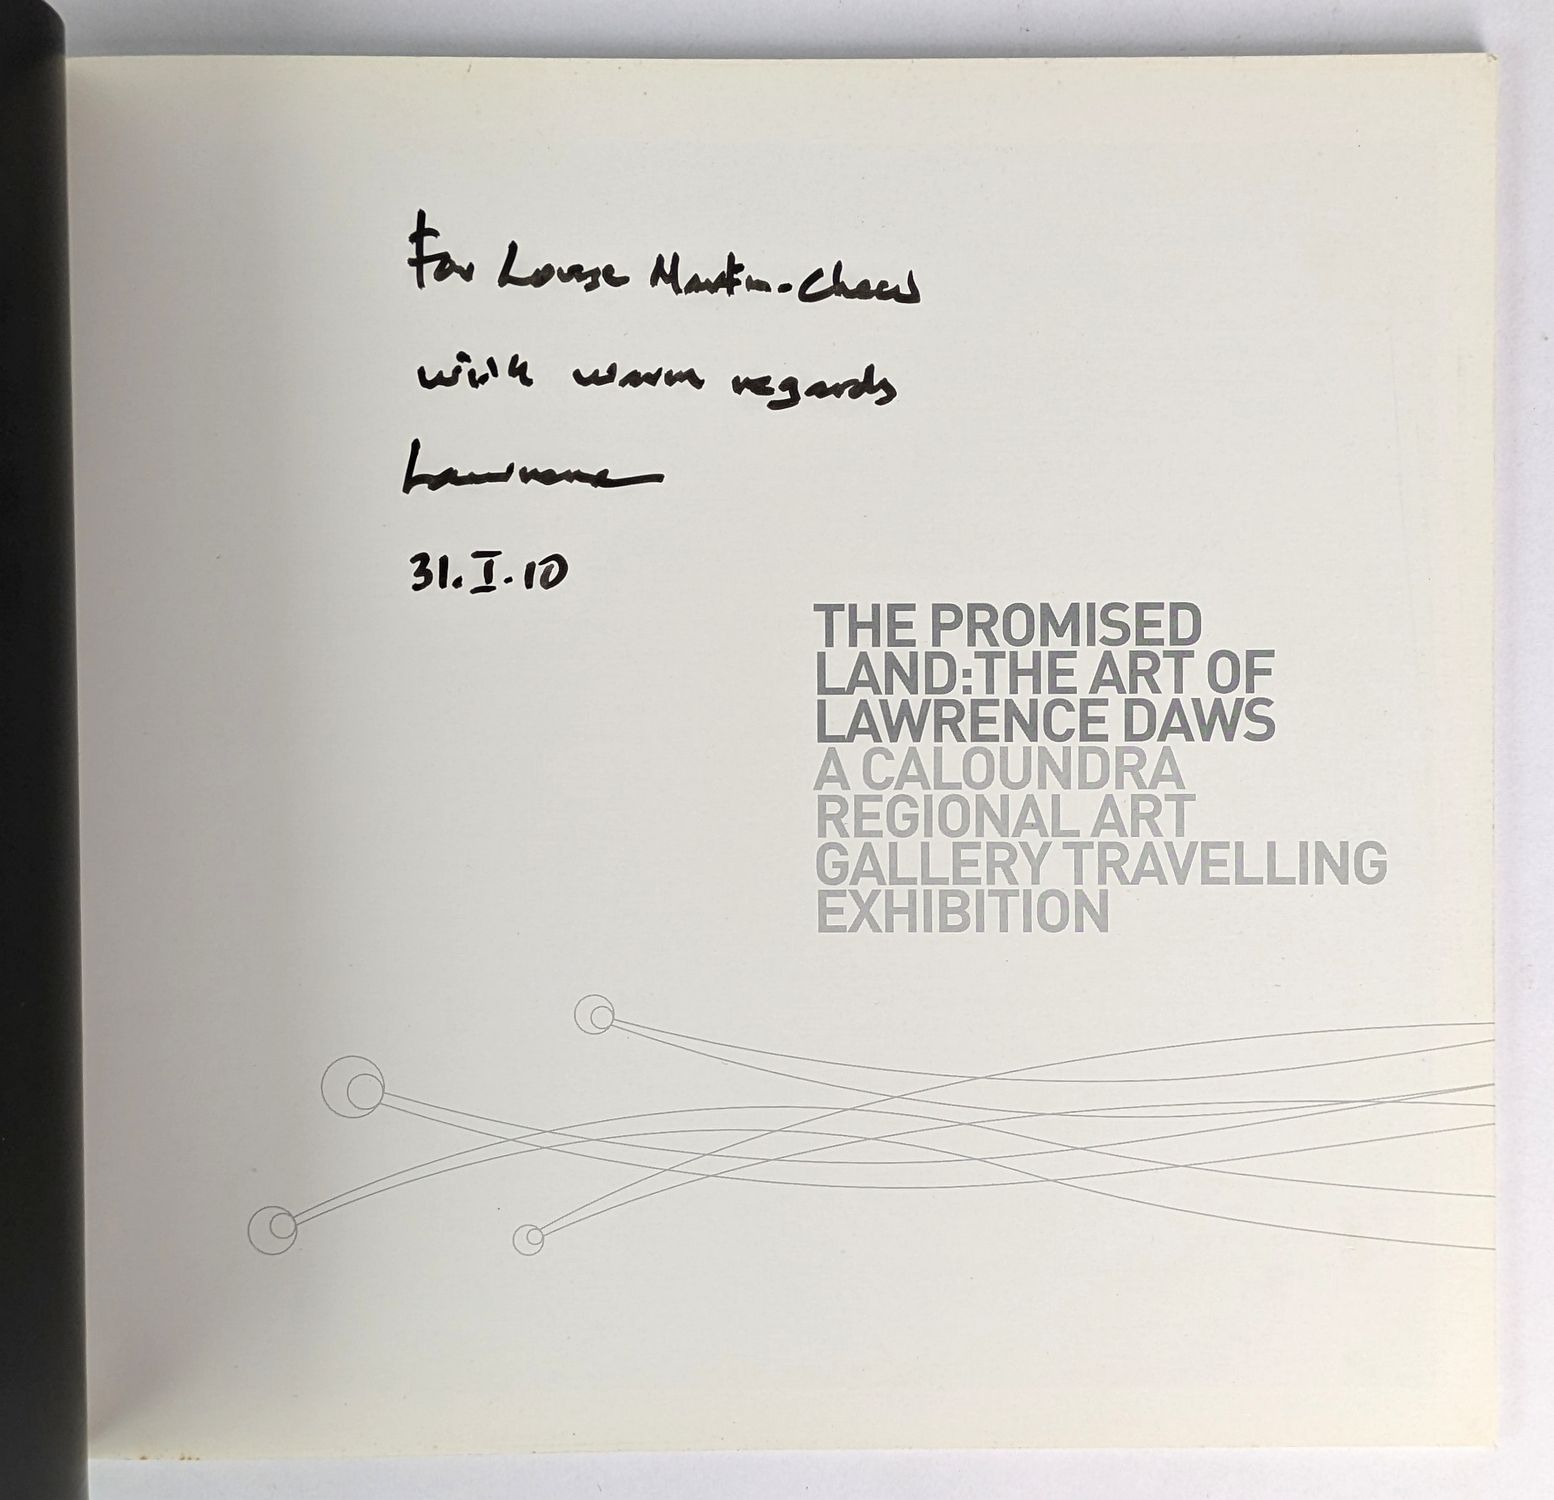 For Louise Martin-Chew
with warm regards
Lawrence
31.I.10
THE PROMISED
LAND:THE ART OF
LAWRENCE DAWS
A CALOUNDRA
REGIONAL ART
GALLERY TRAVELLING
EXHIBITION